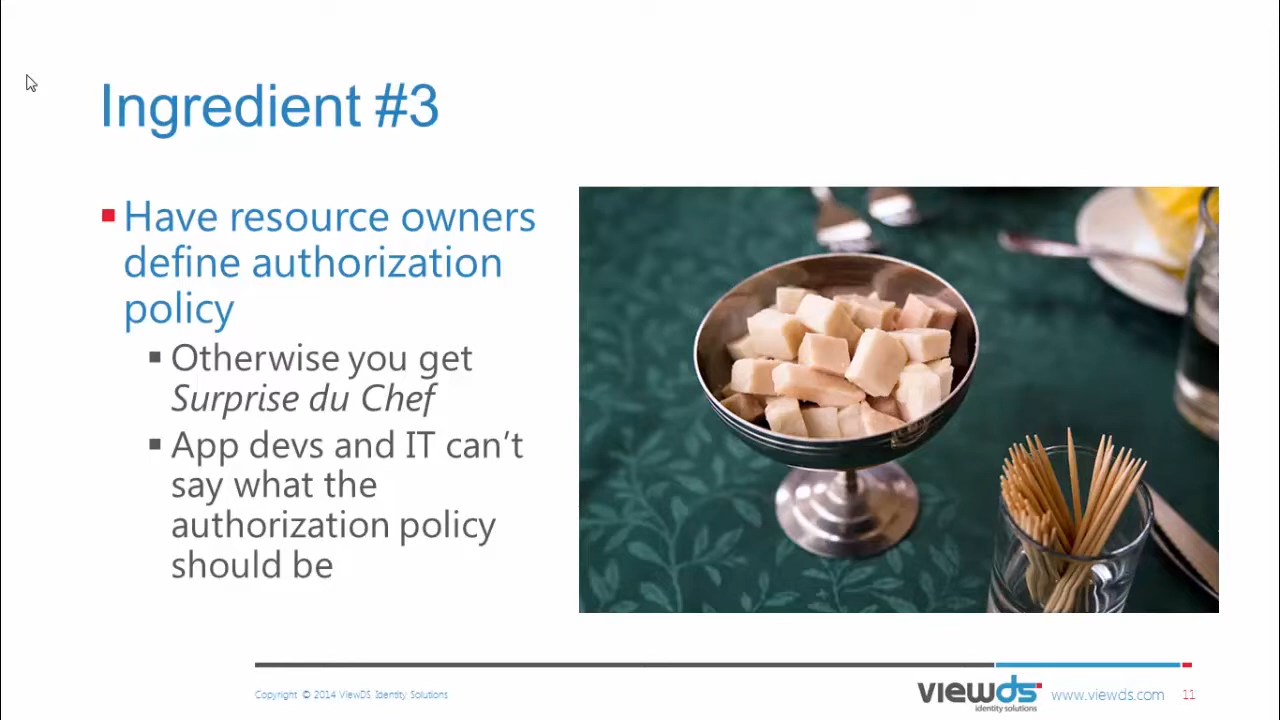 Ingredient #3
Have resource owners
define authorization
policy
Otherwise you get
Surprise du Chef
App devs and IT can't
say what the
authorization policy
should be
Copyright © 2014 ViewDS Identity Solutions
viewds
identity solutions
www.viewds.com
11